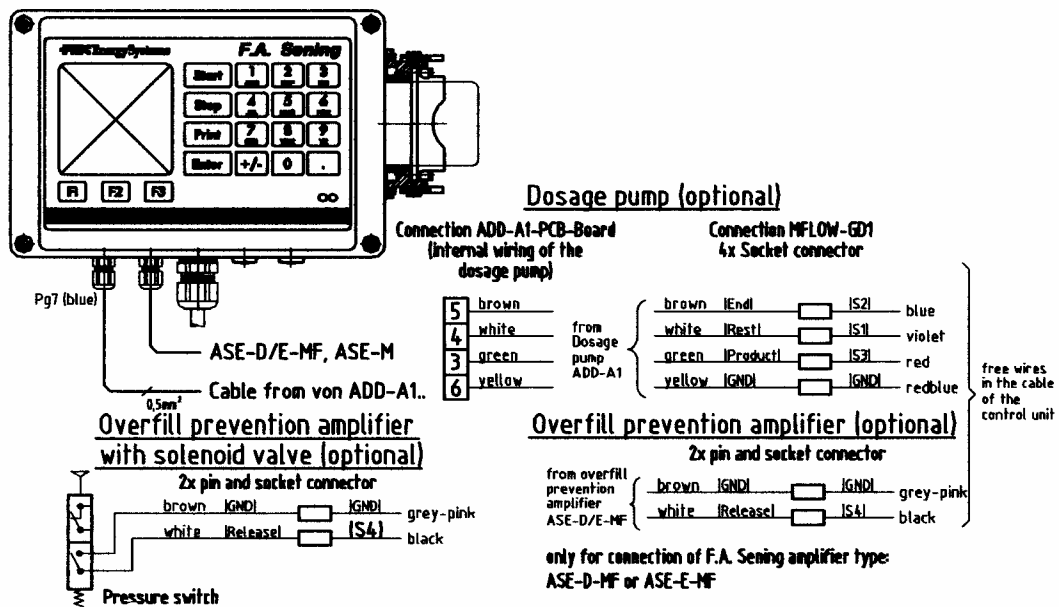 FMC EnergySystems F.A. Sening
Start 1 2 3
Stop 4 5 6
Print 7 8 9
Enter +/- 0 .
F1 F2 F3
Pg7 (blue)
ASE-D/E-MF, ASE-M
Cable from von ADD-A1..
0,5mm²
Dosage pump (optional)
Connection ADD-A1-PCB-Board
(internal wiring of the
dosage pump)
Connection MFLOW-GD1
4x Socket connector
5 brown
4 white
3 green
6 yellow
from
Dosage
pump
ADD-A1
brown |End| |S2| blue
white |Rest| |S1| violet
green |Product| |S3| red
yellow |GND| |GND| redblue
free wires
in the cable
of the
control unit
Overfill prevention amplifier
with solenoid valve (optional)
2x pin and socket connector
brown |GND| |GND| grey-pink
white |Release| (S4) black
Pressure switch
Overfill prevention amplifier (optional)
2x pin and socket connector
from overfill
prevention
amplifier
ASE-D/E-MF
brown |GND| |GND| grey-pink
white |Release| |S4| black
only for connection of F.A. Sening amplifier type:
ASE-D-MF or ASE-E-MF